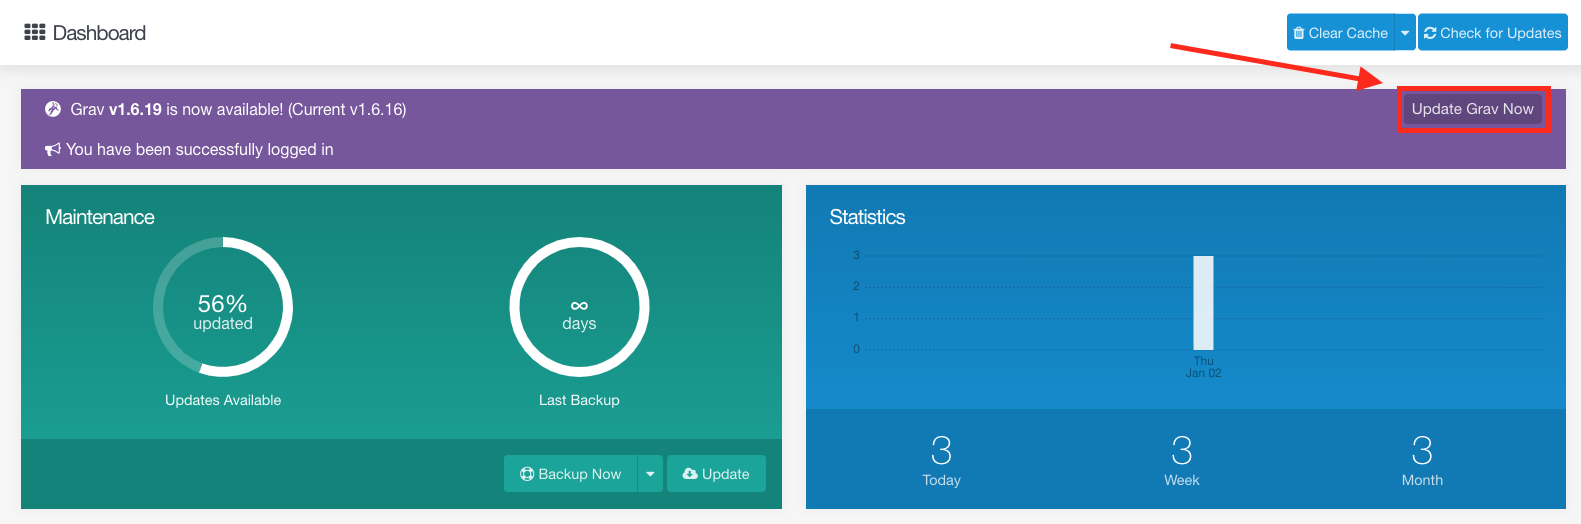 Dashboard
Clear Cache
Check for Updates
Grav v1.6.19 is now available! (Current v1.6.16)
Update Grav Now
You have been successfully logged in
Maintenance
56%
updated
Updates Available
∞
days
Last Backup
Backup Now
Update
Statistics
3
2
1
0
Thu
Jan 02
3
Today
3
Week
3
Month